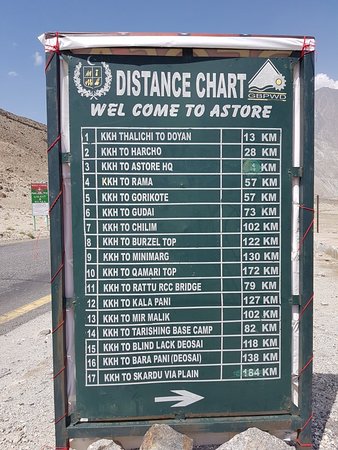 DISTANCE CHART
GBPWD
WEL COME TO ASTORE
1 KKH THALICHI TO DOYAN 13 KM
2 KKH TO HARCHO 28 KM
3 KKH TO ASTORE HQ KM
4 KKH TO RAMA 57 KM
5 KKH TO GORIKOTE 57 KM
6 KKH TO GUDAI 73 KM
7 KKH TO CHILIM 102 KM
8 KKH TO BURZEL TOP 122 KM
9 KKH TO MINIMARG 130 KM
10 KKH TO QAMARI TOP 172 KM
11 KKH TO RATTU RCC BRIDGE 79 KM
12 KKH TO KALA PANI 127 KM
13 KKH TO MIR MALIK 102 KM
14 KKH TO TARISHING BASE CAMP 82 KM
15 KKH TO BLIND LACK DEOSAI 118 KM
16 KKH TO BARA PANI (DEOSAI) 138 KM
17 KKH TO SKARDU VIA PLAIN 184 KM